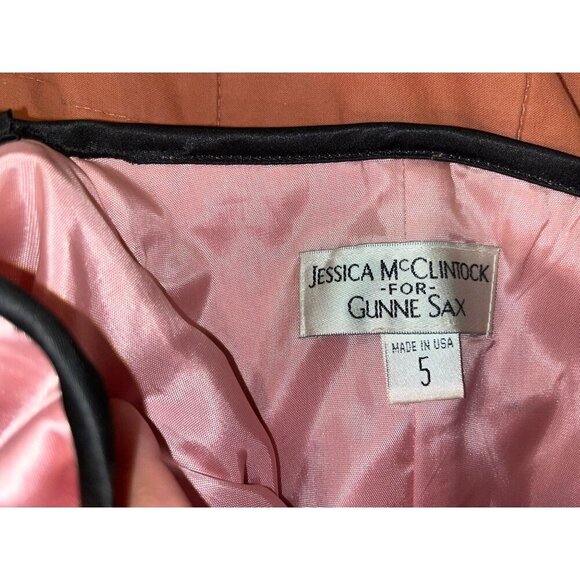 JESSICA MCCLINTOCK
-FOR-
GUNNE SAX
MADE IN USA
5